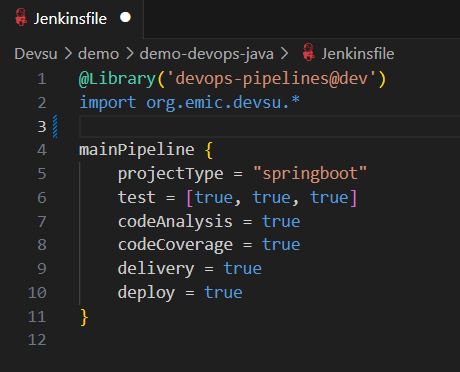 Jenkinsfile
Devsu > demo > demo-devops-java > Jenkinsfile
1 @Library('devops-pipelines@dev')
2 import org.emic.devsu.*
3
4 mainPipeline {
5     projectType = "springboot"
6     test = [true, true, true]
7     codeAnalysis = true
8     codeCoverage = true
9     delivery = true
10     deploy = true
11 }
12